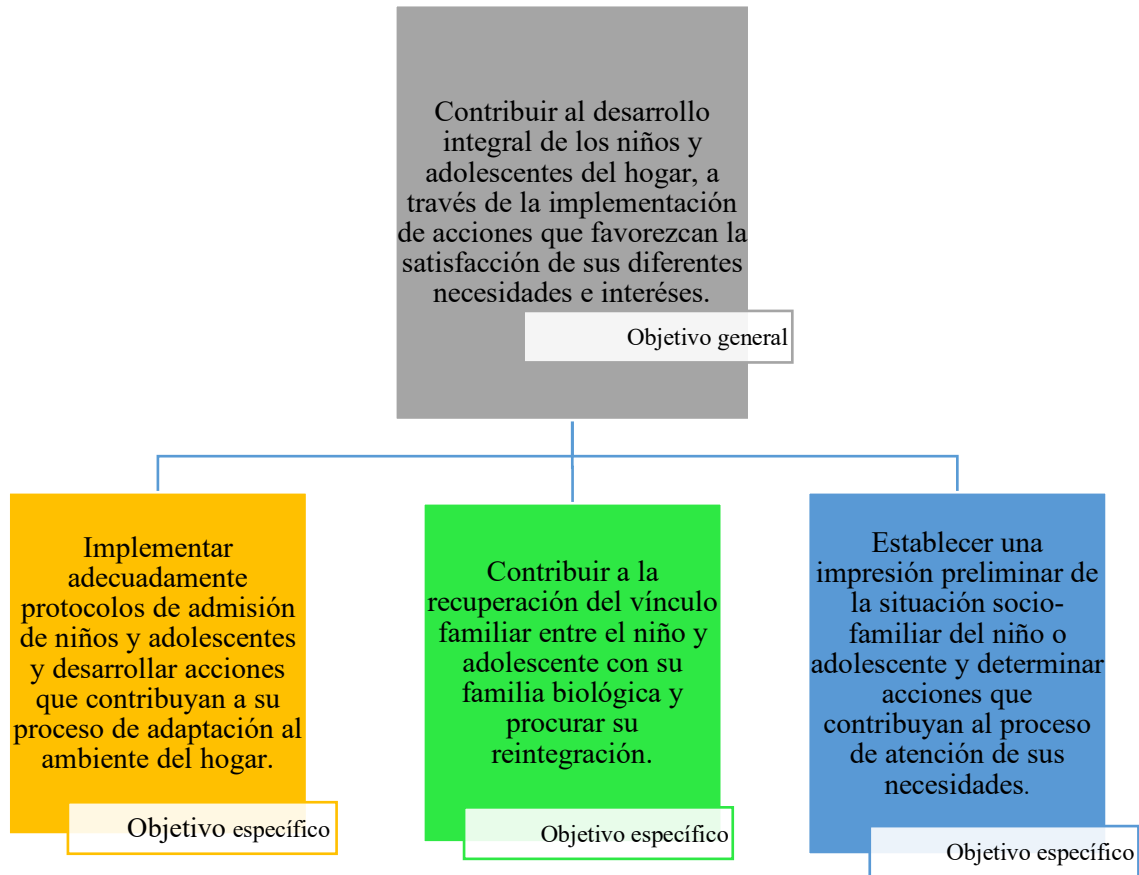 Contribuir al desarrollo
integral de los niños y
adolescentes del hogar, a
través de la implementación
de acciones que favorezcan la
satisfacción de sus diferentes
necesidades e interéses.
Objetivo general
Implementar
adecuadamente
protocolos de admisión
de niños y adolescentes
y desarrollar acciones
que contribuyan a su
proceso de adaptación al
ambiente del hogar.
Objetivo específico
Contribuir a la
recuperación del vínculo
familiar entre el niño y
adolescente con su
familia biológica y
procurar su
reintegración.
Objetivo específico
Establecer una
impresión preliminar de
la situación socio-
familiar del niño o
adolescente y determinar
acciones que
contribuyan al proceso
de atención de sus
necesidades.
Objetivo específico